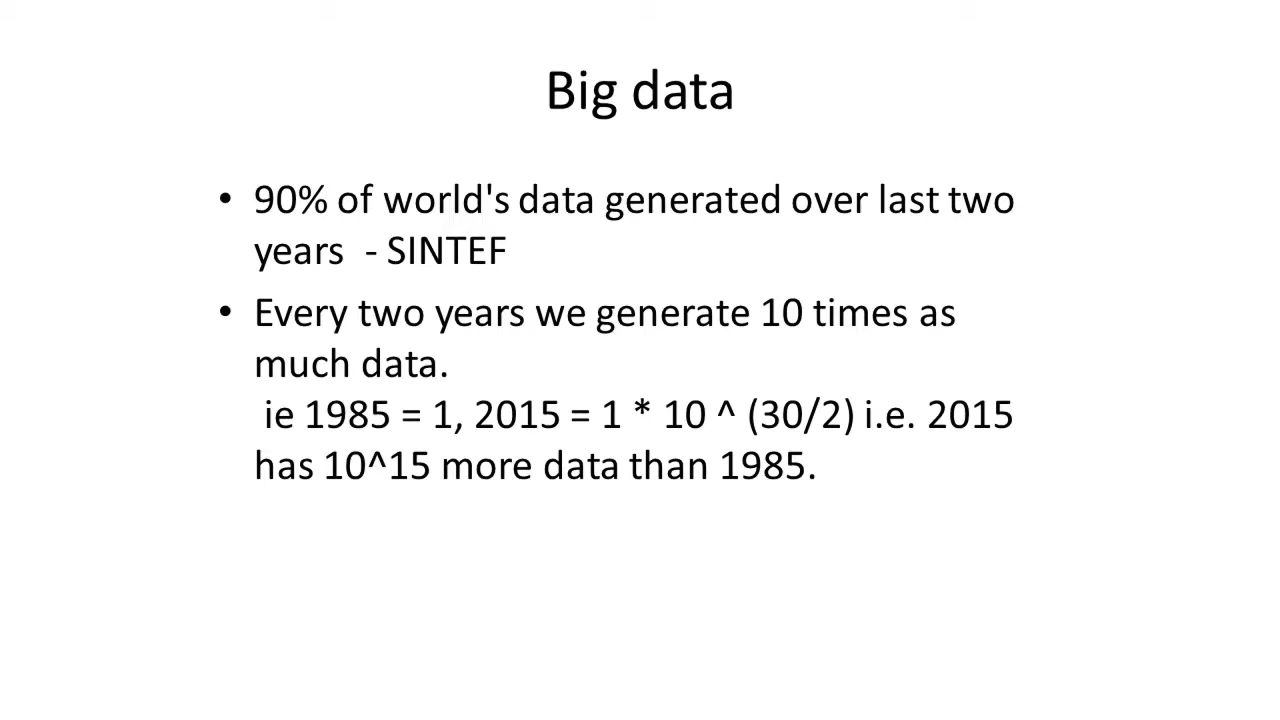 Big data
• 90% of world's data generated over last two
years  - SINTEF
• Every two years we generate 10 times as
much data.
ie 1985 = 1, 2015 = 1 * 10 ^ (30/2) i.e. 2015
has 10^15 more data than 1985.